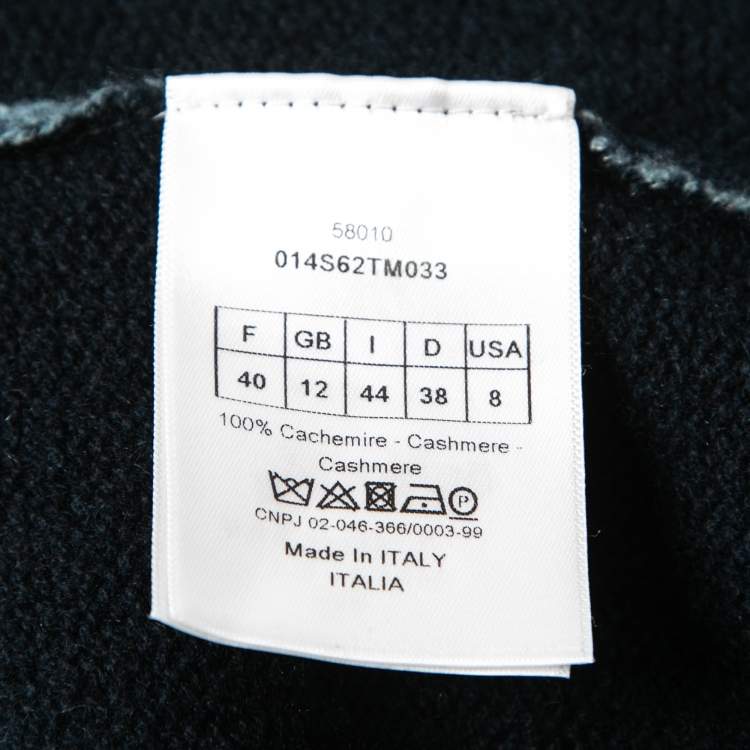 58010
014S62TM033
F GB I D USA
40 12 44 38 8
100% Cachemire - Cashmere -
Cashmere
P
CNPJ 02-046-366/0003-99
Made In ITALY
ITALIA